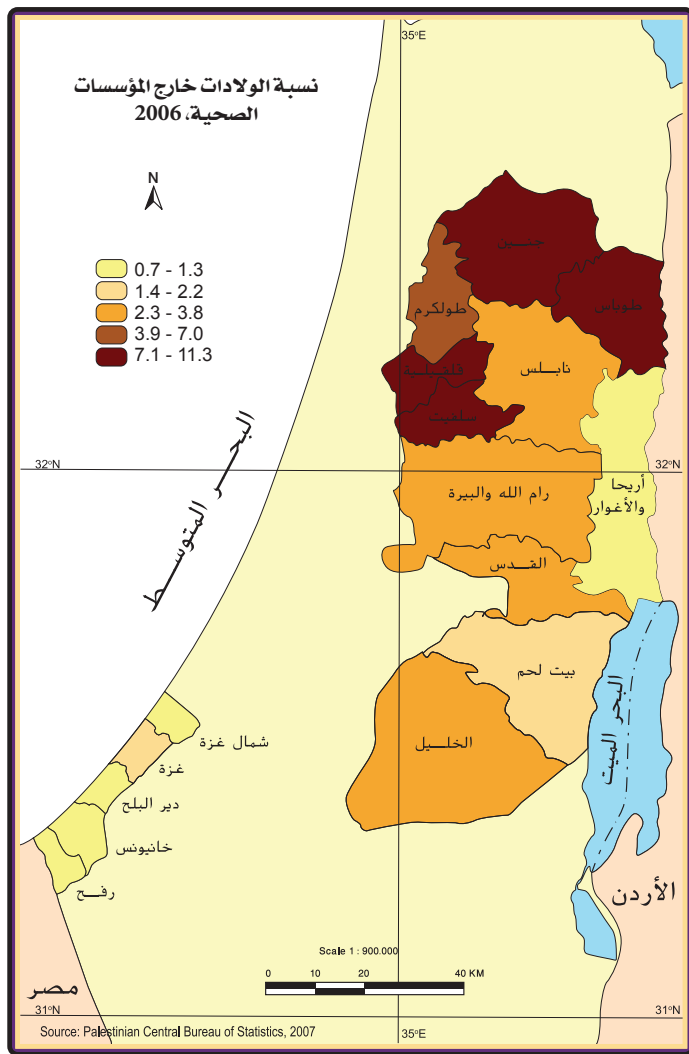 35°E
نسبة الولادات خارج المؤسسات
الصحية، 2006
N
0.7 - 1.3
1.4 - 2.2
2.3 - 3.8
3.9 - 7.0
7.1 - 11.3
جنين
طوباس
طولكرم
قلقيلية
نابلس
سلفيت
32°N
32°N
أريحا
والأغوار
رام الله والبيرة
القدس
البحر المتوسط
بيت لحم
البحر الميت
الخليل
شمال غزة
غزة
دير البلح
خانيونس
رفح
الأردن
مصر
Scale 1 : 900.000
0 10 20 40 KM
31°N
31°N
Source: Palestinian Central Bureau of Statistics, 2007
35°E